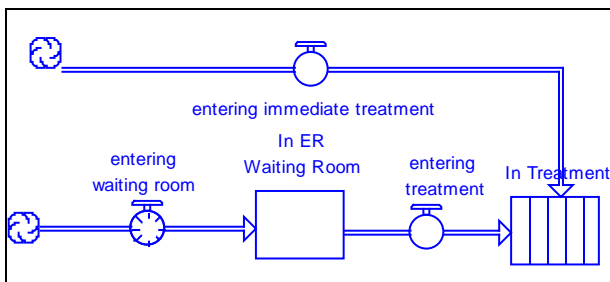 entering immediate treatment
In ER
Waiting Room
entering
waiting room
entering
treatment
In Treatment